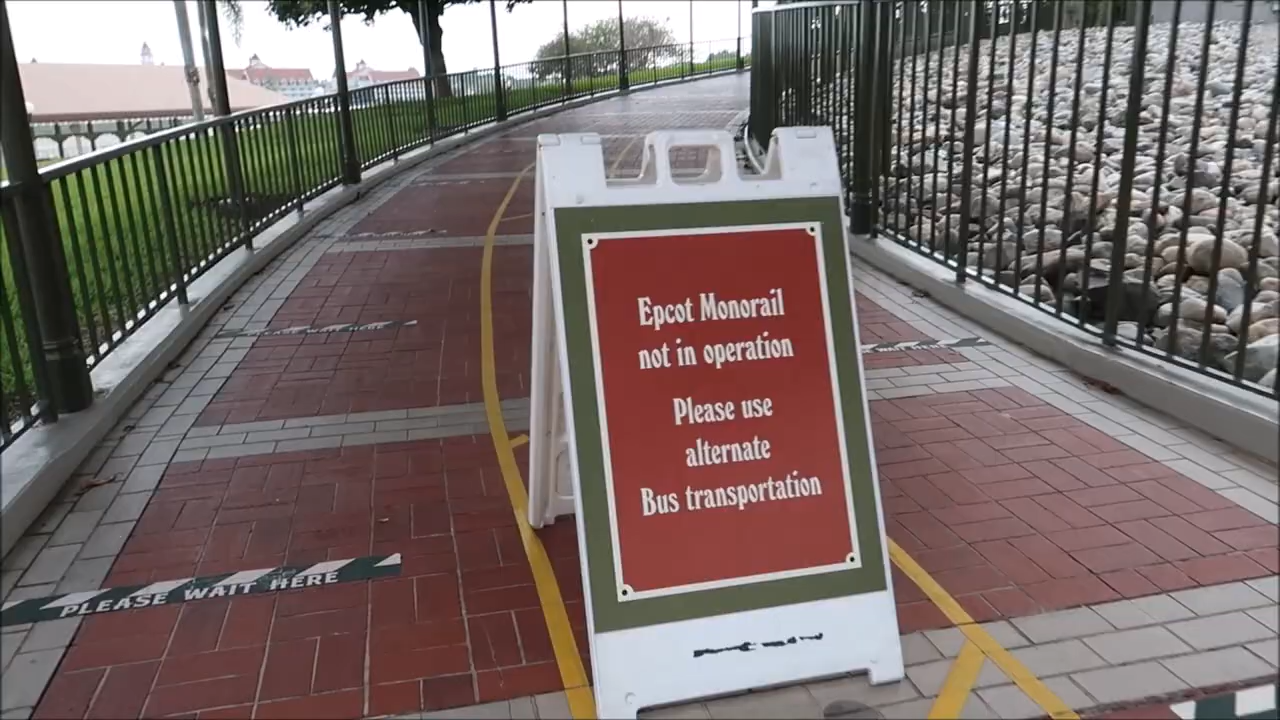 Epcot Monorail
not in operation
Please use
alternate
Bus transportation
PLEASE WAIT HERE